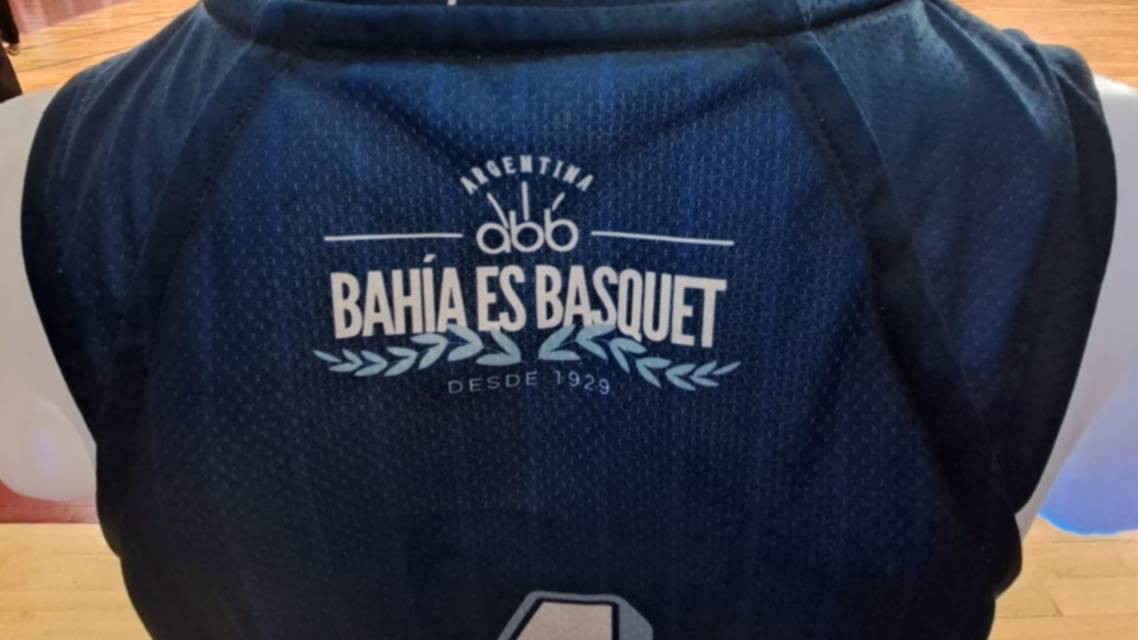 ARGENTINA
abb
BAHÍA ES BASQUET
DESDE 1929